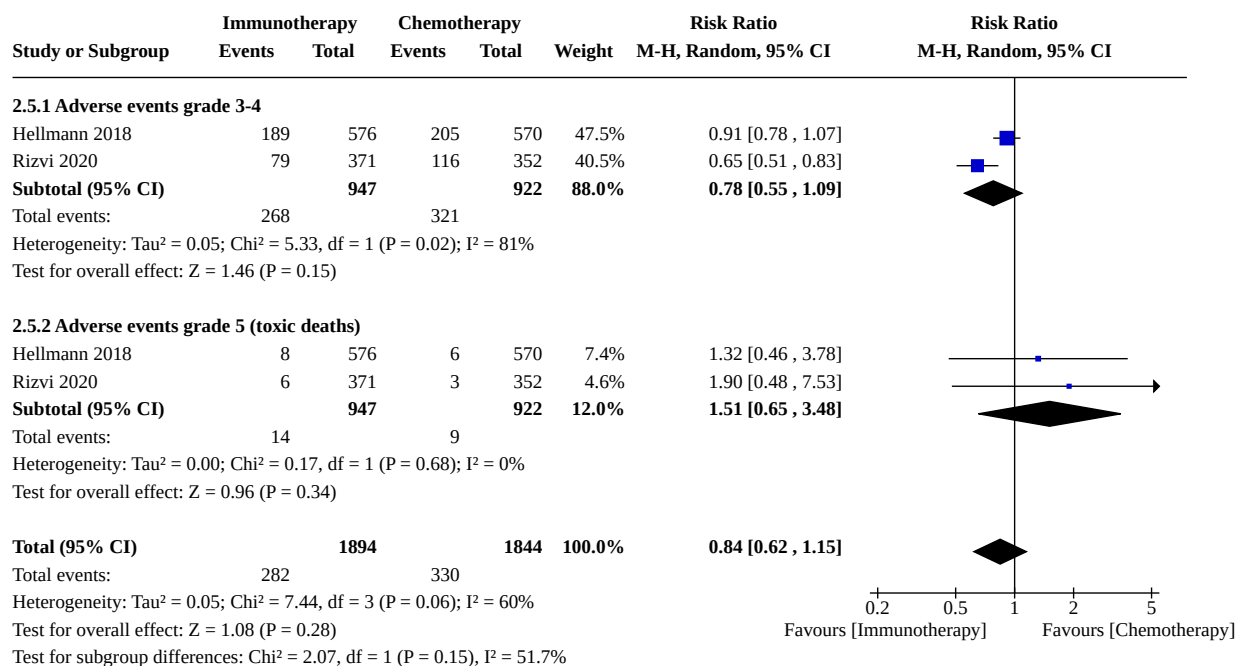 Immunotherapy Chemotherapy Risk Ratio Risk Ratio
Study or Subgroup Events Total Events Total Weight M-H, Random, 95% CI M-H, Random, 95% CI
2.5.1 Adverse events grade 3-4
Hellmann 2018 189 576 205 570 47.5% 0.91 [0.78 , 1.07]
Rizvi 2020 79 371 116 352 40.5% 0.65 [0.51 , 0.83]
Subtotal (95% CI) 947 922 88.0% 0.78 [0.55 , 1.09]
Total events: 268 321
Heterogeneity: Tau² = 0.05; Chi² = 5.33, df = 1 (P = 0.02); I² = 81%
Test for overall effect: Z = 1.46 (P = 0.15)
2.5.2 Adverse events grade 5 (toxic deaths)
Hellmann 2018 8 576 6 570 7.4% 1.32 [0.46 , 3.78]
Rizvi 2020 6 371 3 352 4.6% 1.90 [0.48 , 7.53]
Subtotal (95% CI) 947 922 12.0% 1.51 [0.65 , 3.48]
Total events: 14 9
Heterogeneity: Tau² = 0.00; Chi² = 0.17, df = 1 (P = 0.68); I² = 0%
Test for overall effect: Z = 0.96 (P = 0.34)
Total (95% CI) 1894 1844 100.0% 0.84 [0.62 , 1.15]
Total events: 282 330
Heterogeneity: Tau² = 0.05; Chi² = 7.44, df = 3 (P = 0.06); I² = 60%
0.2 0.5 1 2 5
Test for overall effect: Z = 1.08 (P = 0.28)
Favours [Immunotherapy] Favours [Chemotherapy]
Test for subgroup differences: Chi² = 2.07, df = 1 (P = 0.15), I² = 51.7%